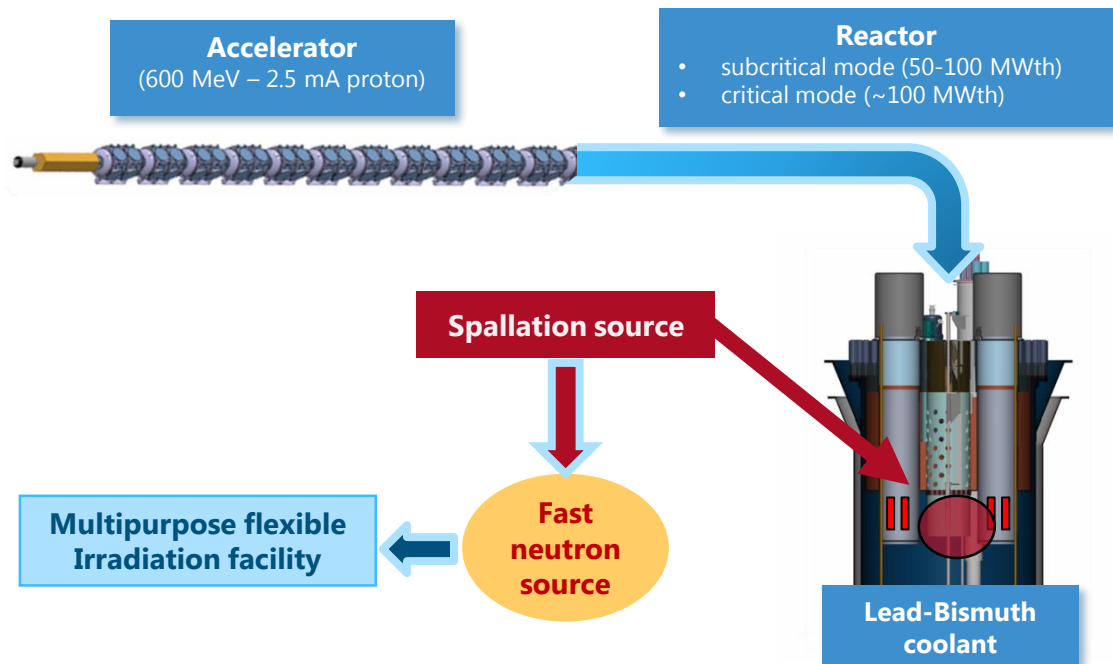 Accelerator
(600 MeV – 2.5 mA proton)
Reactor
• subcritical mode (50-100 MWth)
• critical mode (~100 MWth)
Spallation source
Fast
neutron
source
Multipurpose flexible
Irradiation facility
Lead-Bismuth
coolant